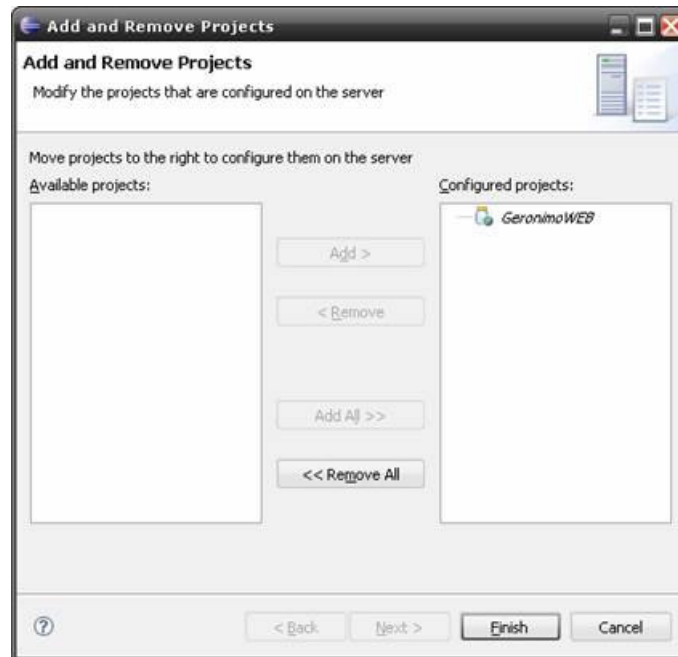 Add and Remove Projects
Add and Remove Projects
Modify the projects that are configured on the server
Move projects to the right to configure them on the server
Available projects:
Configured projects:
GeronimoWEB
Add >
< Remove
Add All >>
<< Remove All
< Back
Next >
Finish
Cancel